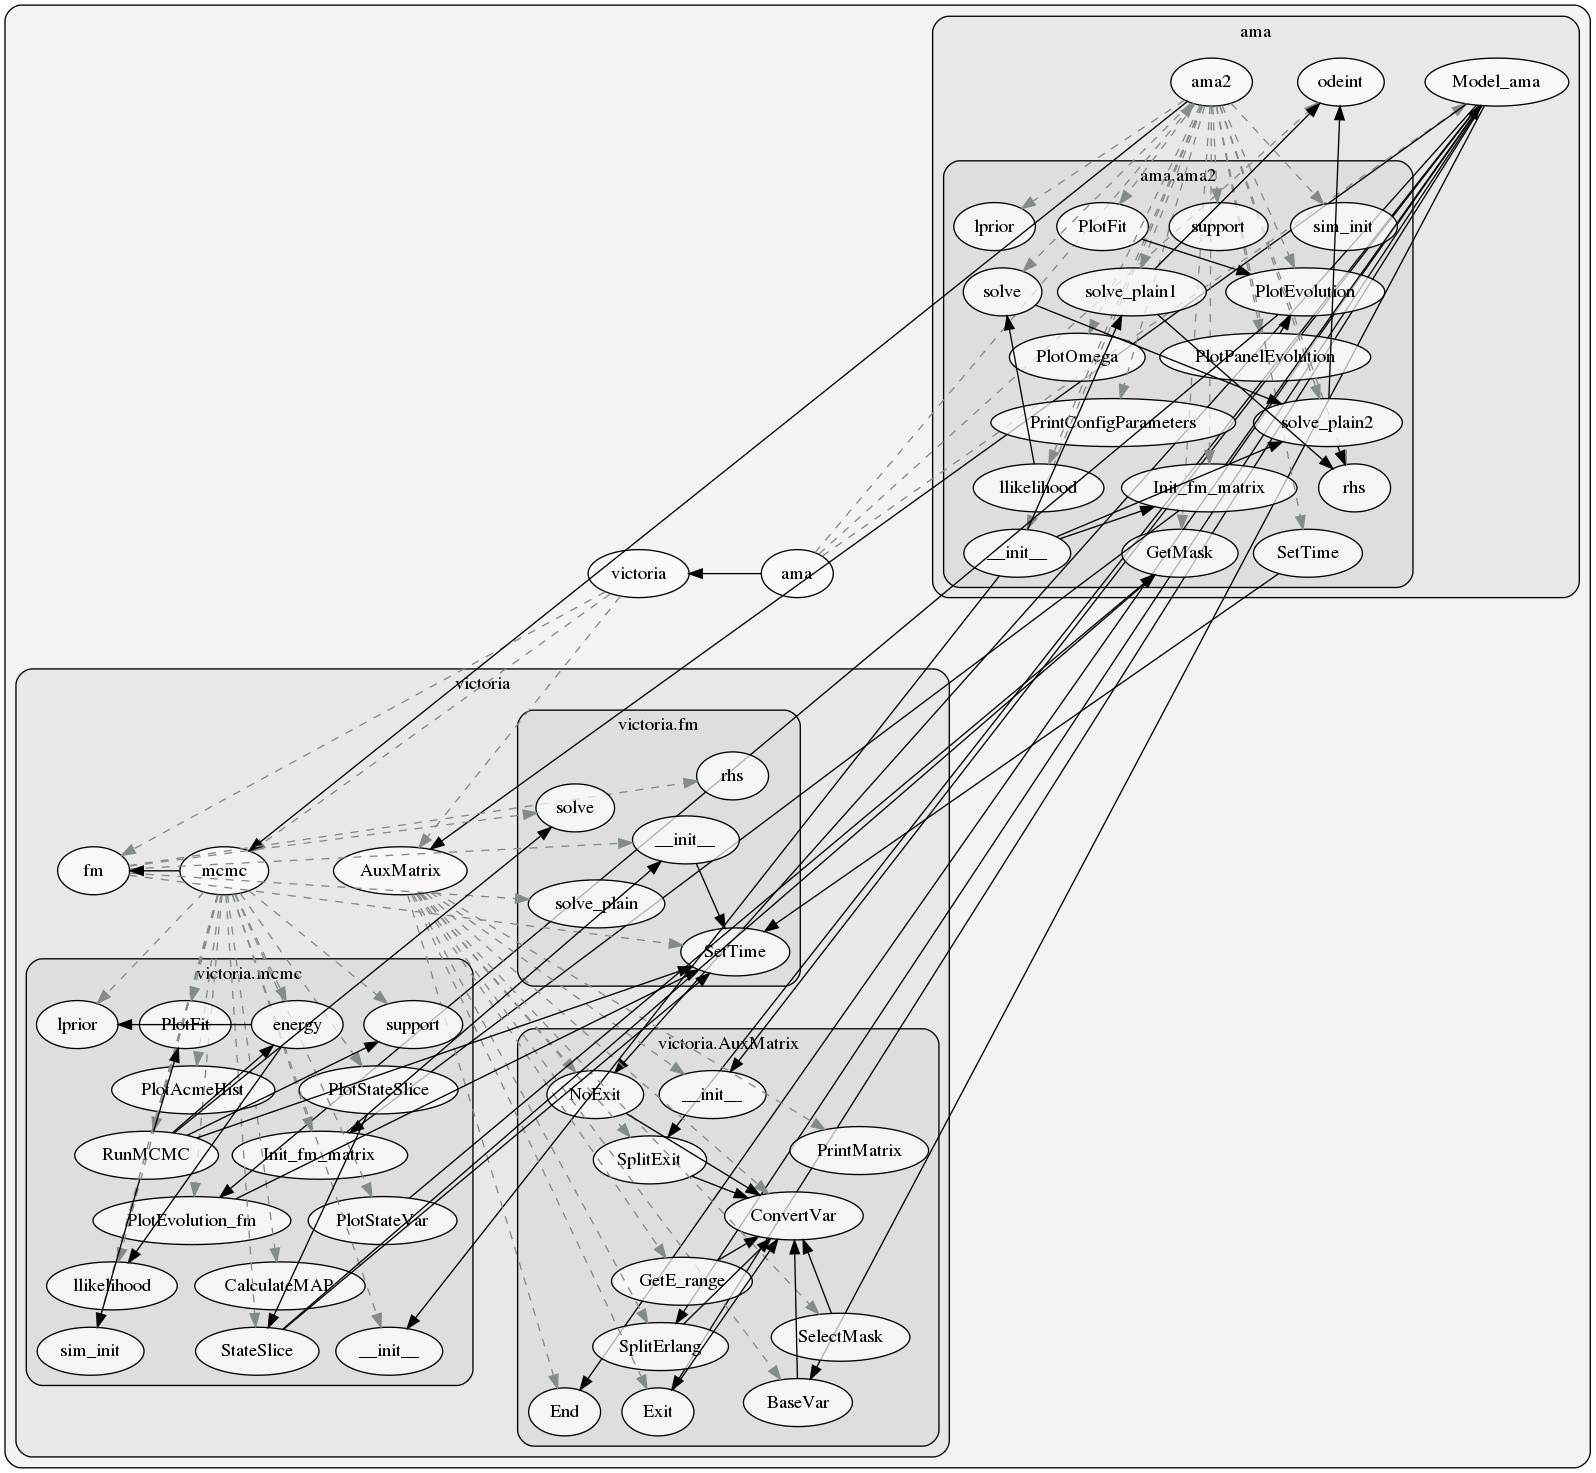 ama
ama2
odeint
Model_ama
ama.ama2
lprior
PlotFit
support
sim_init
solve
solve_plain1
PlotEvolution
PlotOmega
PlotPanelEvolution
PrintConfigParameters
solve_plain2
llikelihood
Init_fm_matrix
rhs
__init__
GetMask
SetTime
victoria
ama
victoria
victoria.fm
rhs
solve
__init__
fm
mcmc
AuxMatrix
solve_plain
SetTime
victoria.mcmc
lprior
PlotFit
energy
support
PlotAcmeHist
PlotStateSlice
RunMCMC
Init_fm_matrix
PlotEvolution_fm
PlotStateVar
llikelihood
CalculateMAP
sim_init
StateSlice
__init__
victoria.AuxMatrix
NoExit
__init__
SplitExit
PrintMatrix
ConvertVar
GetE_range
SplitErlang
SelectMask
End
Exit
BaseVar